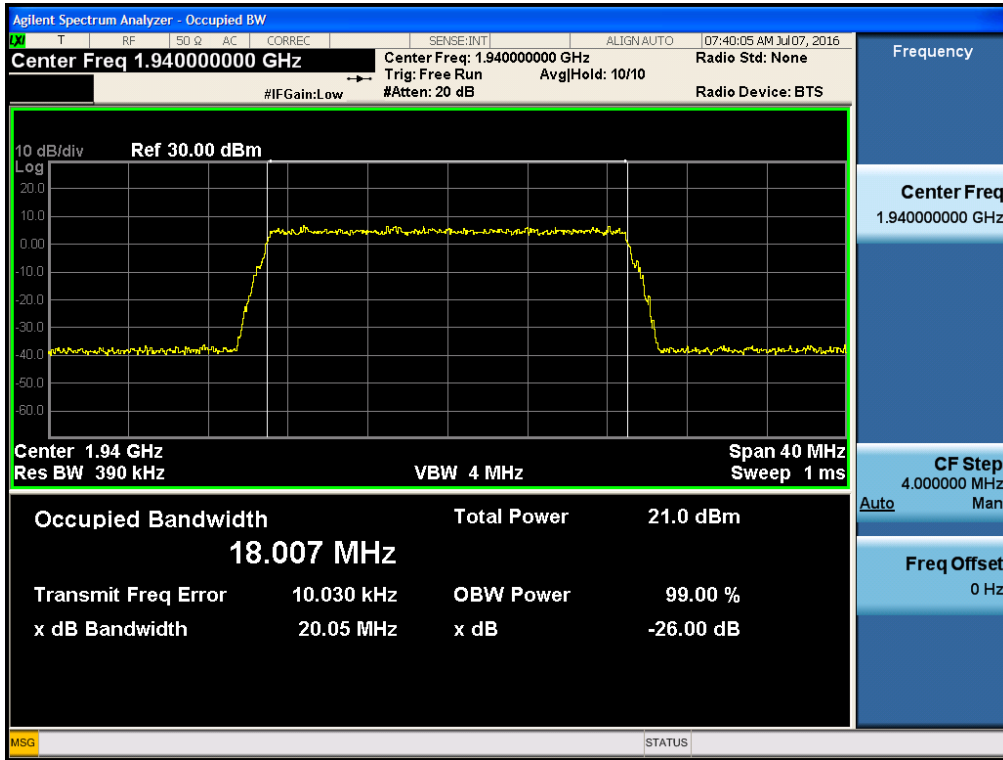 Agilent Spectrum Analyzer - Occupied BW
LXI T RF 50 Ω AC CORREC SENSE:INT ALIGN AUTO 07:40:05 AM Jul 07, 2016
Center Freq 1.940000000 GHz
Center Freq: 1.940000000 GHz Radio Std: None
Trig: Free Run Avg|Hold: 10/10
#IFGain:Low #Atten: 20 dB Radio Device: BTS
10 dB/div Ref 30.00 dBm
Log
20.0
10.0
0.00
-10.0
-20.0
-30.0
-40.0
-50.0
-60.0
Center 1.94 GHz Span 40 MHz
Res BW 390 kHz VBW 4 MHz Sweep 1 ms
Occupied Bandwidth Total Power 21.0 dBm
18.007 MHz
Transmit Freq Error 10.030 kHz OBW Power 99.00 %
x dB Bandwidth 20.05 MHz x dB -26.00 dB
Frequency
Center Freq
1.940000000 GHz
CF Step
4.000000 MHz
Auto Man
Freq Offset
0 Hz
MSG STATUS